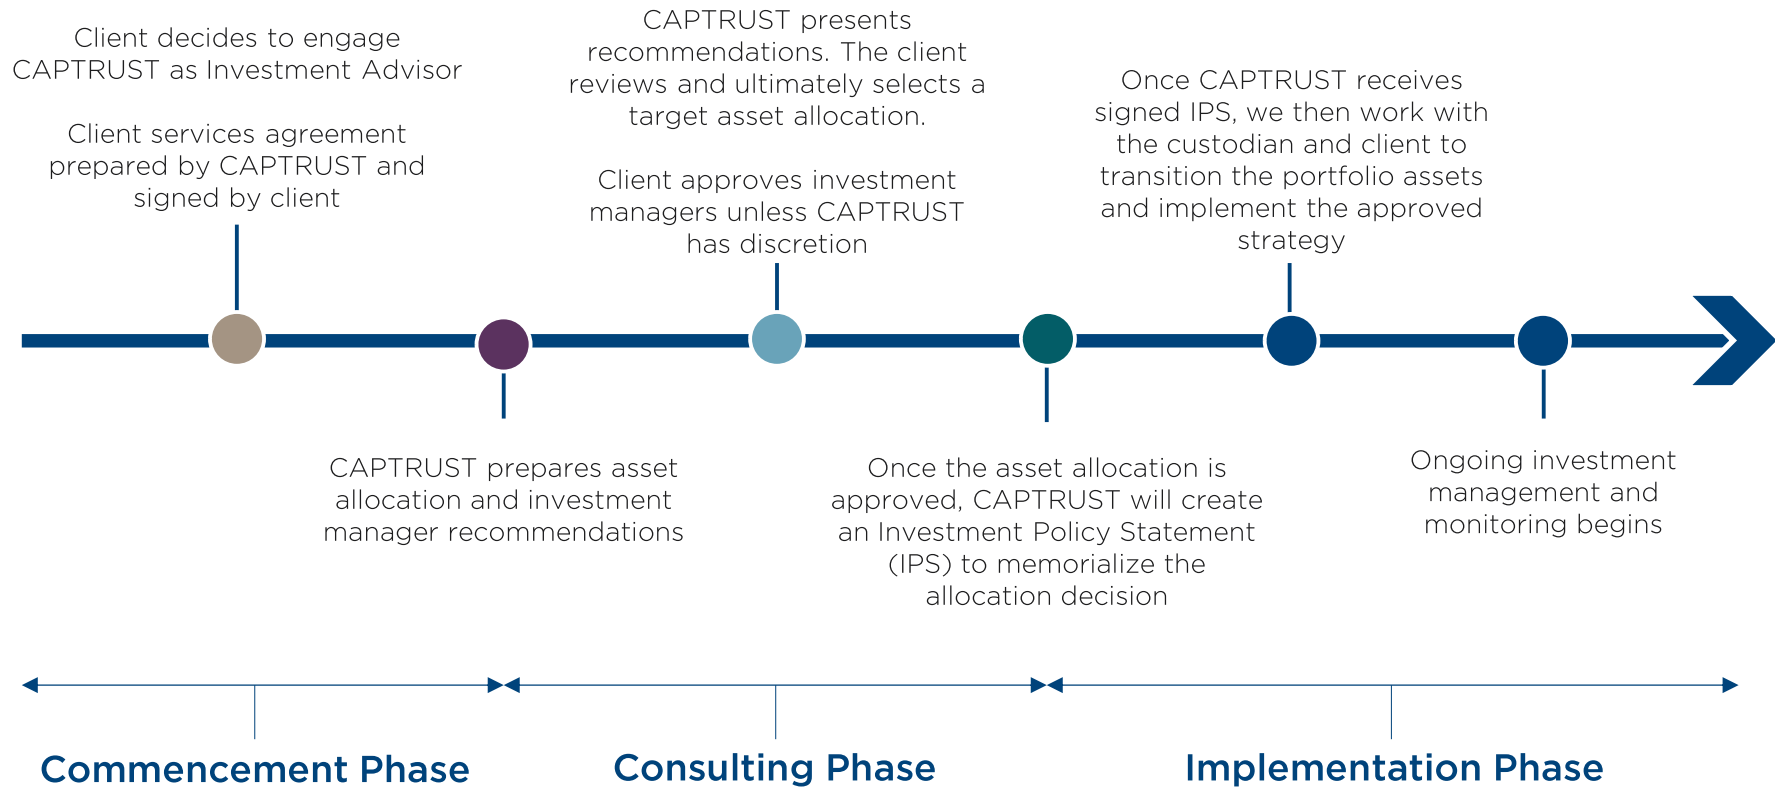 Client decides to engage
CAPTRUST as Investment Advisor
Client services agreement
prepared by CAPTRUST and
signed by client
CAPTRUST presents
recommendations. The client
reviews and ultimately selects a
target asset allocation.
Client approves investment
managers unless CAPTRUST
has discretion
Once CAPTRUST receives
signed IPS, we then work with
the custodian and client to
transition the portfolio assets
and implement the approved
strategy
CAPTRUST prepares asset
allocation and investment
manager recommendations
Once the asset allocation is
approved, CAPTRUST will create
an Investment Policy Statement
(IPS) to memorialize the
allocation decision
Ongoing investment
management and
monitoring begins
Commencement Phase
Consulting Phase
Implementation Phase